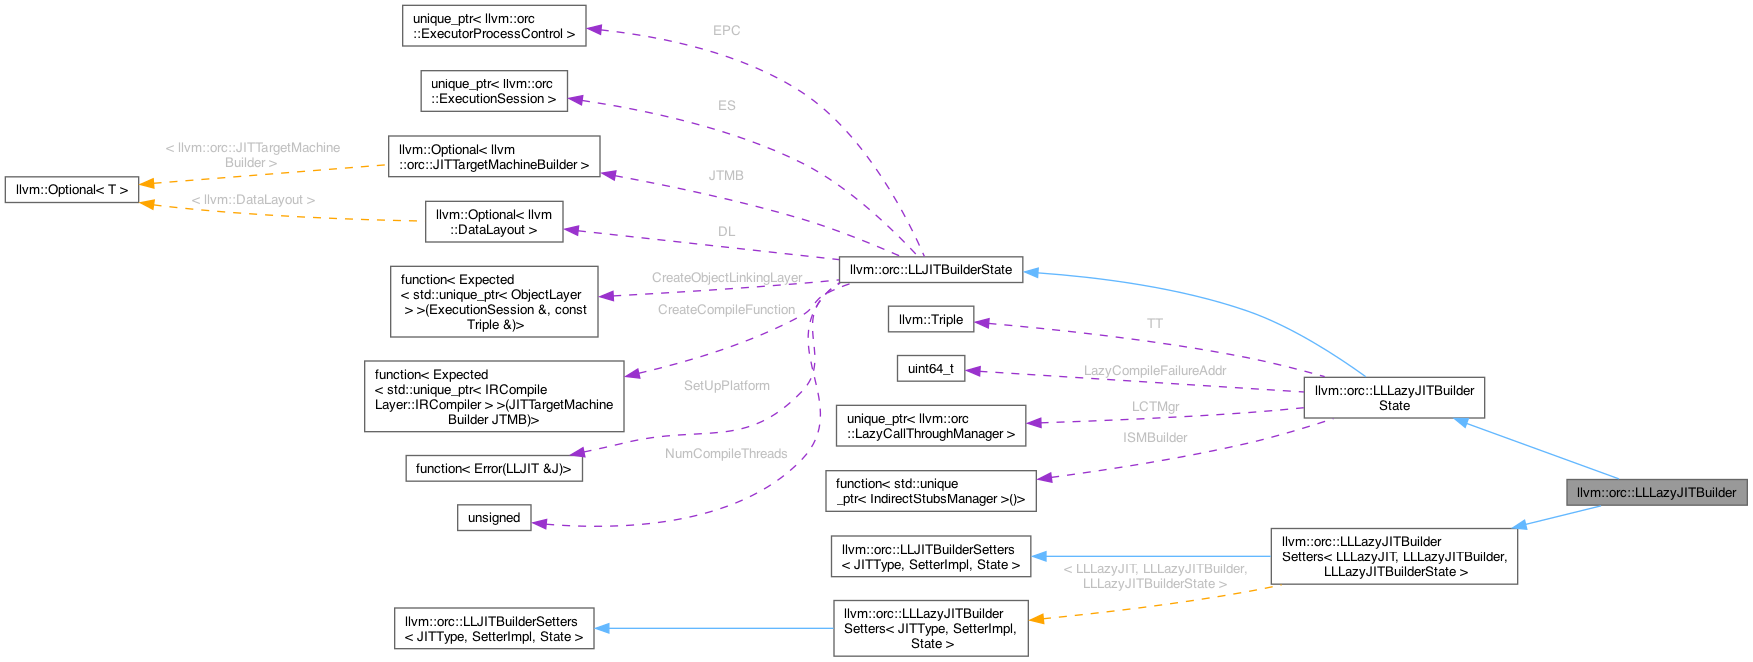 unique_ptr< llvm::orc
::ExecutorProcessControl >
EPC
unique_ptr< llvm::orc
::ExecutionSession >
ES
< llvm::orc::JITTargetMachine
Builder >
llvm::Optional< llvm
::orc::JITTargetMachineBuilder >
JTMB
llvm::Optional< T >
< llvm::DataLayout >
llvm::Optional< llvm
::DataLayout >
DL
llvm::orc::LLJITBuilderState
function< Expected
< std::unique_ptr< ObjectLayer
> >(ExecutionSession &, const
Triple &)>
CreateObjectLinkingLayer
CreateCompileFunction
llvm::Triple
TT
uint64_t
LazyCompileFailureAddr
function< Expected
< std::unique_ptr< IRCompile
Layer::IRCompiler > >(JITTargetMachine
Builder JTMB)>
SetUpPlatform
llvm::orc::LLLazyJITBuilder
State
unique_ptr< llvm::orc
::LazyCallThroughManager >
LCTMgr
ISMBuilder
function< Error(LLJIT &J)>
NumCompileThreads
function< std::unique
_ptr< IndirectStubsManager >()>
unsigned
llvm::orc::LLLazyJITBuilder
llvm::orc::LLJITBuilderSetters
< JITType, SetterImpl, State >
llvm::orc::LLLazyJITBuilder
Setters< LLLazyJIT, LLLazyJITBuilder,
LLLazyJITBuilderState >
< LLLazyJIT, LLLazyJITBuilder,
LLLazyJITBuilderState >
llvm::orc::LLJITBuilderSetters
< JITType, SetterImpl, State >
llvm::orc::LLLazyJITBuilder
Setters< JITType, SetterImpl,
State >